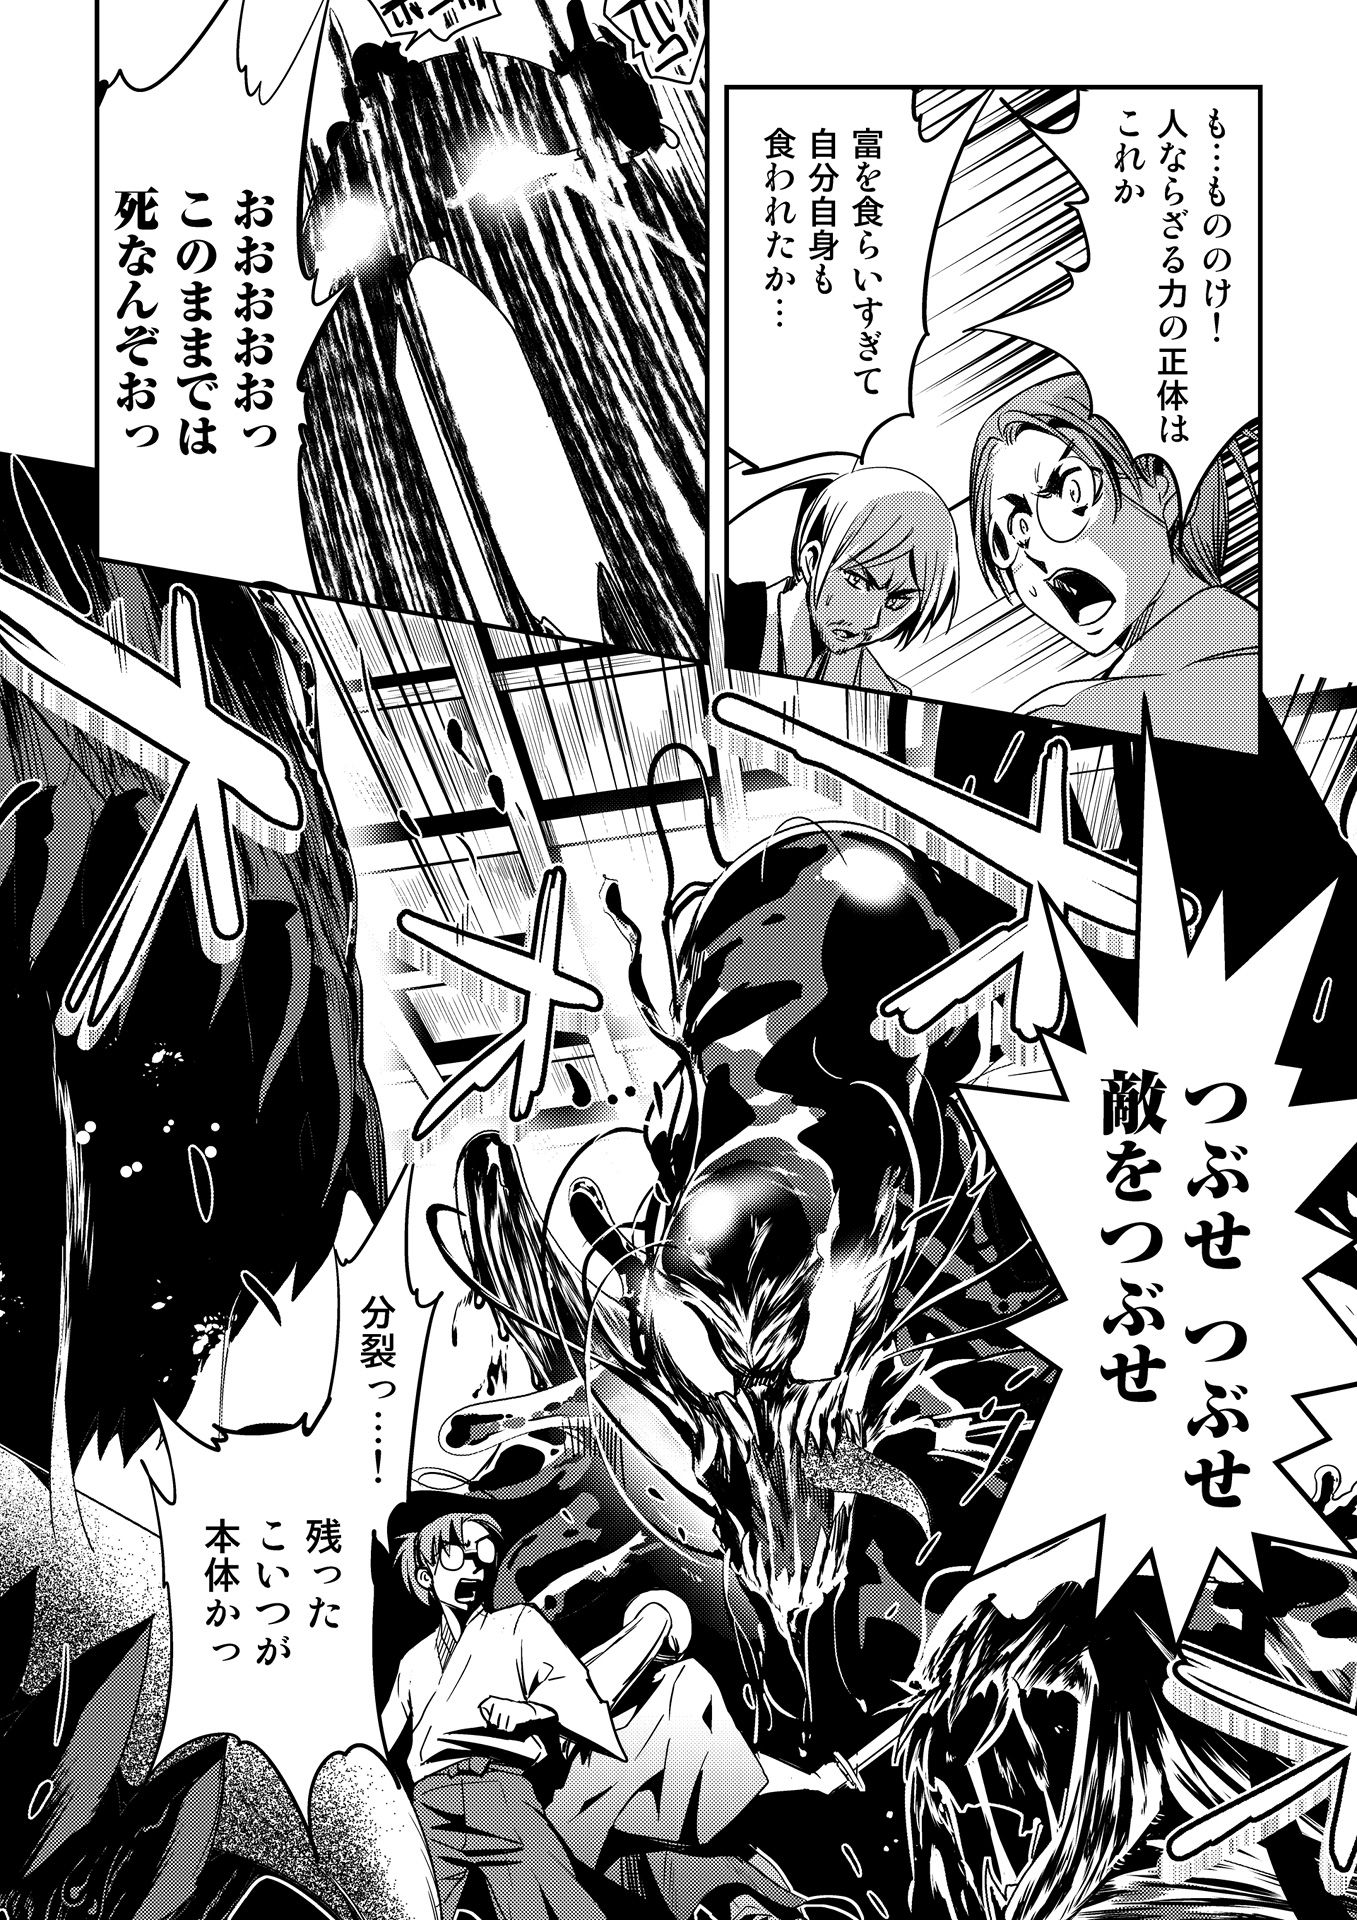 も…もののけ！
人ならざる力の正体は
これか
富を食らいすぎて
自分自身も
食われたか…
おおおおおっ
このままでは
死なんぞおっ
つぶせ つぶせ
敵をつぶせ
分裂っ…！
残った
こいつが
本体かっ